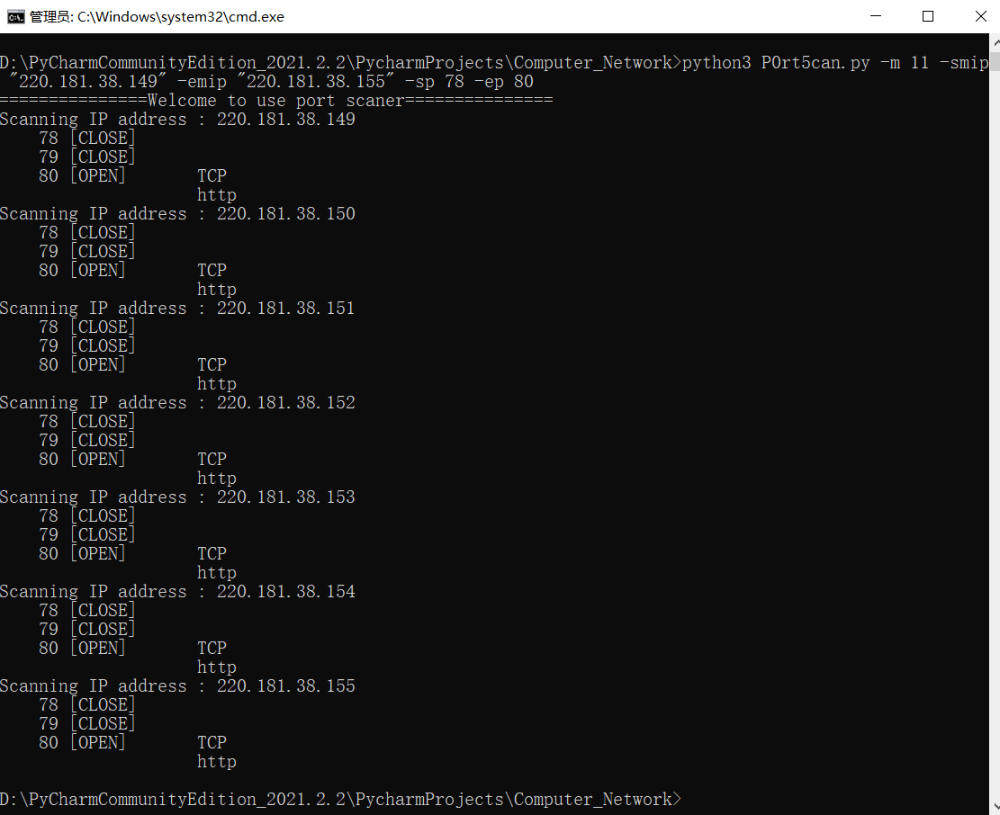 管理员: C:\Windows\system32\cmd.exe
D:\PyCharmCommunityEdition_2021.2.2\PycharmProjects\Computer_Network>python3 P0rt5can.py -m 11 -smip
"220.181.38.149" -emip "220.181.38.155" -sp 78 -ep 80
===============Welcome to use port scaner===============
Scanning IP address : 220.181.38.149
78 [CLOSE]
79 [CLOSE]
80 [OPEN] TCP
http
Scanning IP address : 220.181.38.150
78 [CLOSE]
79 [CLOSE]
80 [OPEN] TCP
http
Scanning IP address : 220.181.38.151
78 [CLOSE]
79 [CLOSE]
80 [OPEN] TCP
http
Scanning IP address : 220.181.38.152
78 [CLOSE]
79 [CLOSE]
80 [OPEN] TCP
http
Scanning IP address : 220.181.38.153
78 [CLOSE]
79 [CLOSE]
80 [OPEN] TCP
http
Scanning IP address : 220.181.38.154
78 [CLOSE]
79 [CLOSE]
80 [OPEN] TCP
http
Scanning IP address : 220.181.38.155
78 [CLOSE]
79 [CLOSE]
80 [OPEN] TCP
http
D:\PyCharmCommunityEdition_2021.2.2\PycharmProjects\Computer_Network>